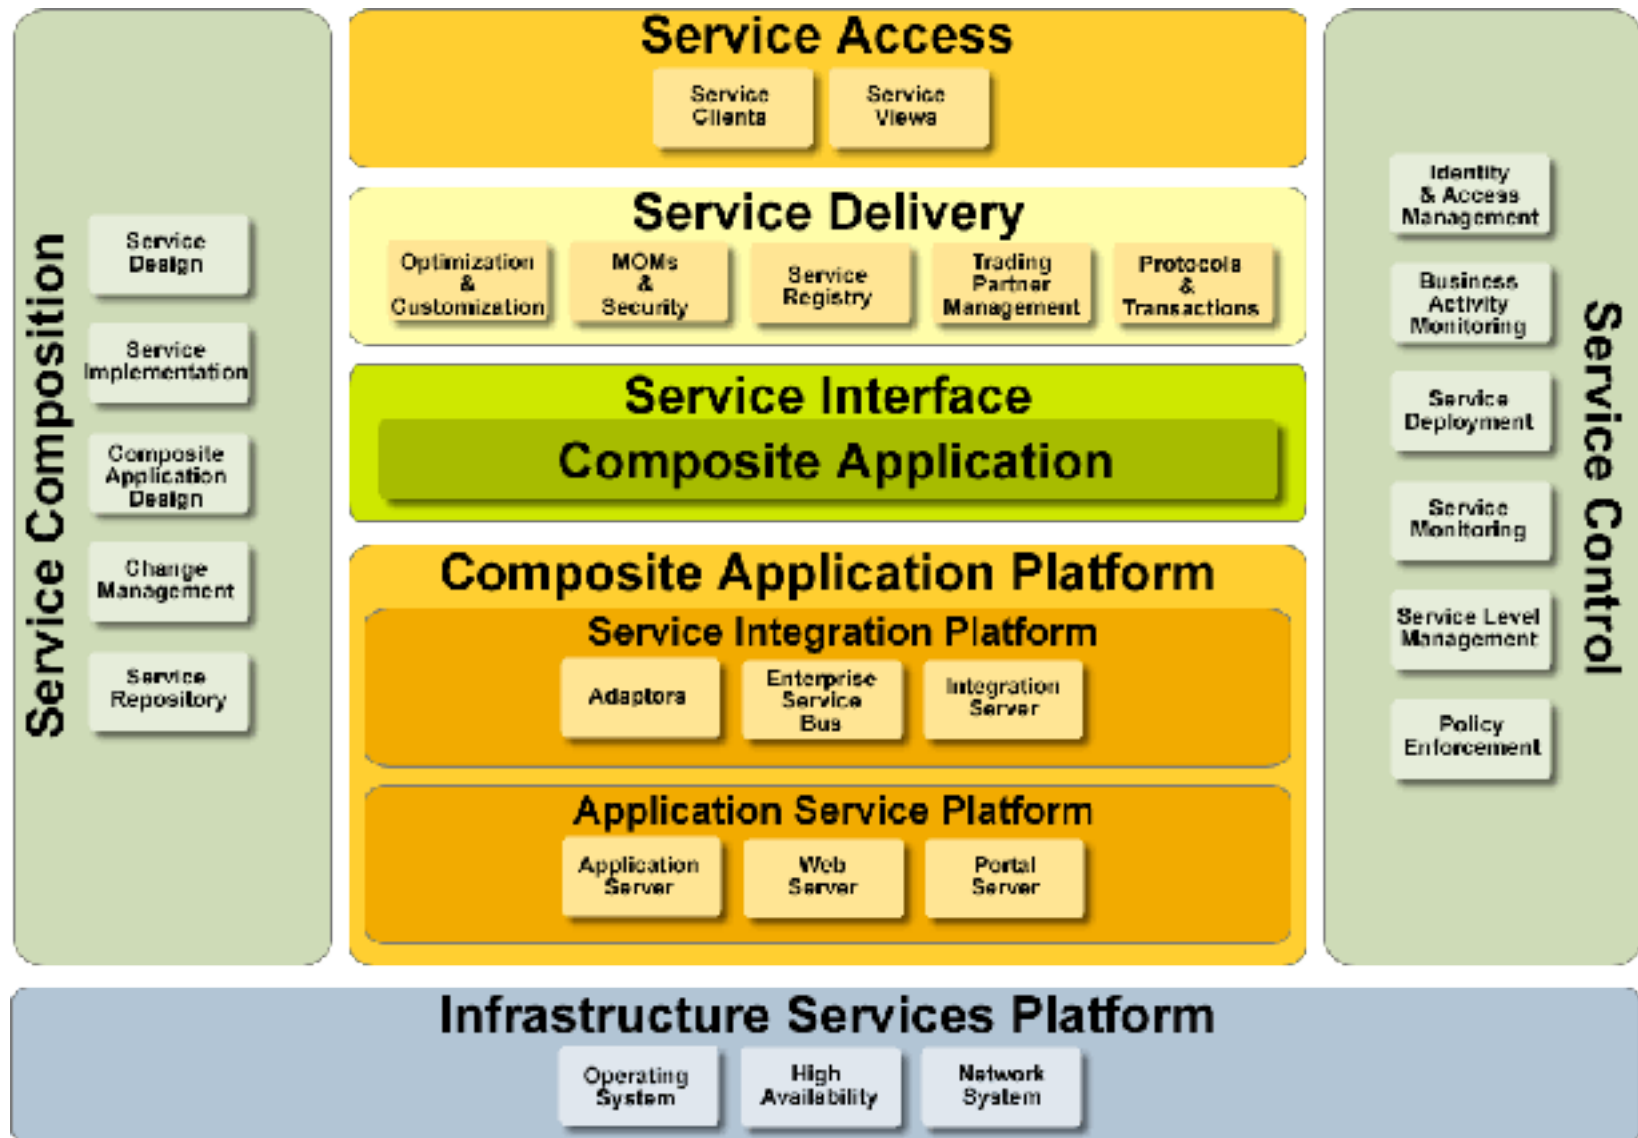 Service Composition
Service
Design
Service
Implementation
Composite
Application
Design
Change
Management
Service
Repository
Service Access
Service
Clients
Service
Views
Service Delivery
Optimization
&
Customization
MOMs
&
Security
Service
Registry
Trading
Partner
Management
Protocols
&
Transactions
Service Interface
Composite Application
Composite Application Platform
Service Integration Platform
Adaptors
Enterprise
Service
Bus
Integration
Server
Application Service Platform
Application
Server
Web
Server
Portal
Server
Service Control
Identity
& Access
Management
Business
Activity
Monitoring
Service
Deployment
Service
Monitoring
Service Level
Management
Policy
Enforcement
Infrastructure Services Platform
Operating
System
High
Availability
Network
System